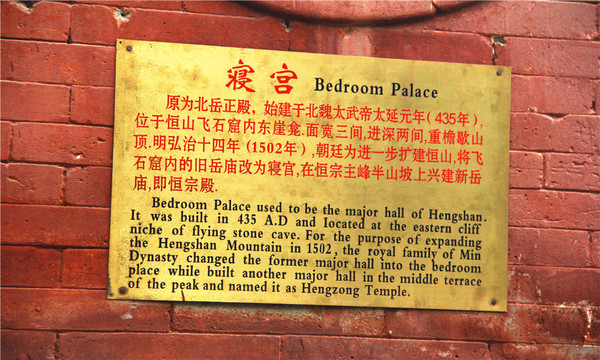 寝宫 Bedroom Palace
原为北岳正殿，始建于北魏太武帝太延元年(435年),
位于恒山飞石窟内东崖龛.面宽三间,进深两间,重檐歇山
顶.明弘治十四年(1502年),朝廷为进一步扩建恒山,将飞
石窟内的旧岳庙改为寝宫,在恒宗主峰半山坡上兴建新岳
庙,即恒宗殿.
Bedroom Palace used to be the major hall of Hengshan.
It was built in 435 A.D and Iocated at the eastern cliff
niche of flying stone cave. For the purpose of expanding
the Hengshan Mountain in 1502, the royal family of Min
Dynasty changed the former major hall into the bedroom
place while built another major hall in the middle terrace
of the peak and named it as Hengzong Temple.